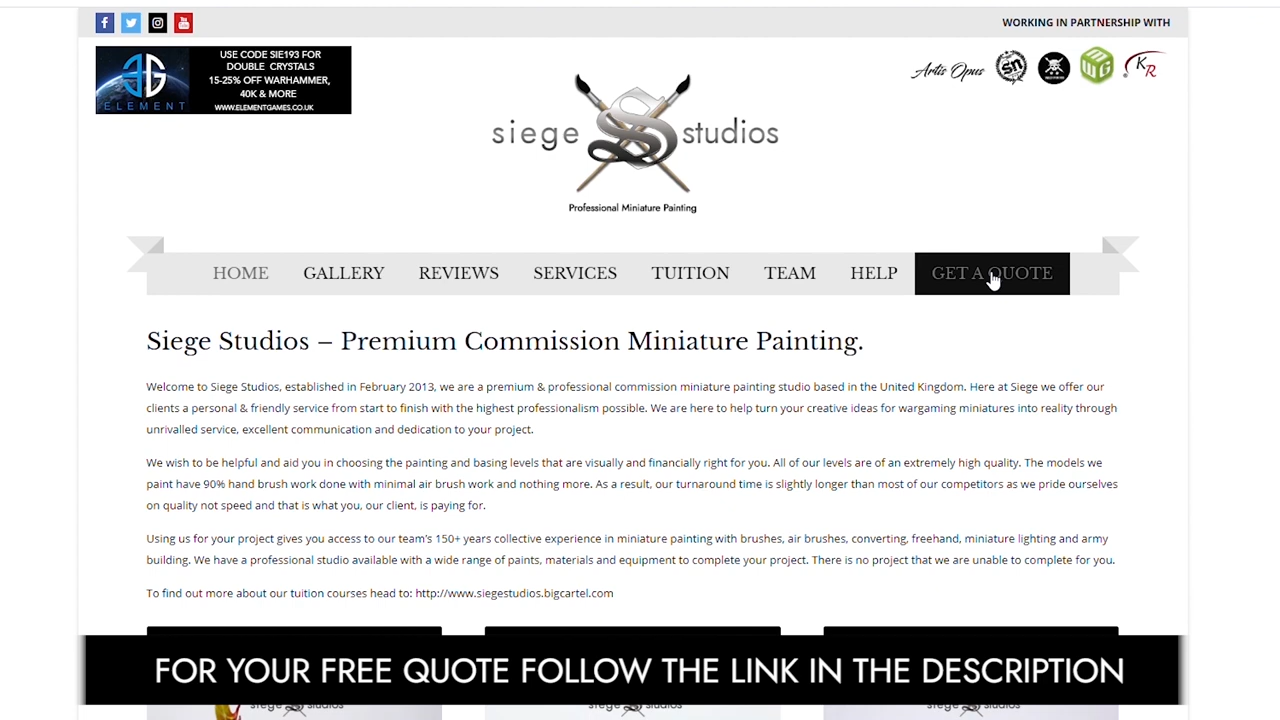 WORKING IN PARTNERSHIP WITH
USE CODE SIE193 FOR
DOUBLE CRYSTALS
15-25% OFF WARHAMMER,
40K & MORE
WWW.ELEMENTGAMES.CO.UK
ELEMENT
Artis Opus
KR
siege studios
Professional Miniature Painting
HOME GALLERY REVIEWS SERVICES TUITION TEAM HELP GET A QUOTE
Siege Studios – Premium Commission Miniature Painting.
Welcome to Siege Studios, established in February 2013, we are a premium & professional commission miniature painting studio based in the United Kingdom. Here at Siege we offer our
clients a personal & friendly service from start to finish with the highest professionalism possible. We are here to help turn your creative ideas for wargaming miniatures into reality through
unrivalled service, excellent communication and dedication to your project.
We wish to be helpful and aid you in choosing the painting and basing levels that are visually and financially right for you. All of our levels are of an extremely high quality. The models we
paint have 90% hand brush work done with minimal air brush work and nothing more. As a result, our turnaround time is slightly longer than most of our competitors as we pride ourselves
on quality not speed and that is what you, our client, is paying for.
Using us for your project gives you access to our team's 150+ years collective experience in miniature painting with brushes, air brushes, converting, freehand, miniature lighting and army
building. We have a professional studio available with a wide range of paints, materials and equipment to complete your project. There is no project that we are unable to complete for you.
To find out more about our tuition courses head to: http://www.siegestudios.bigcartel.com
FOR YOUR FREE QUOTE FOLLOW THE LINK IN THE DESCRIPTION